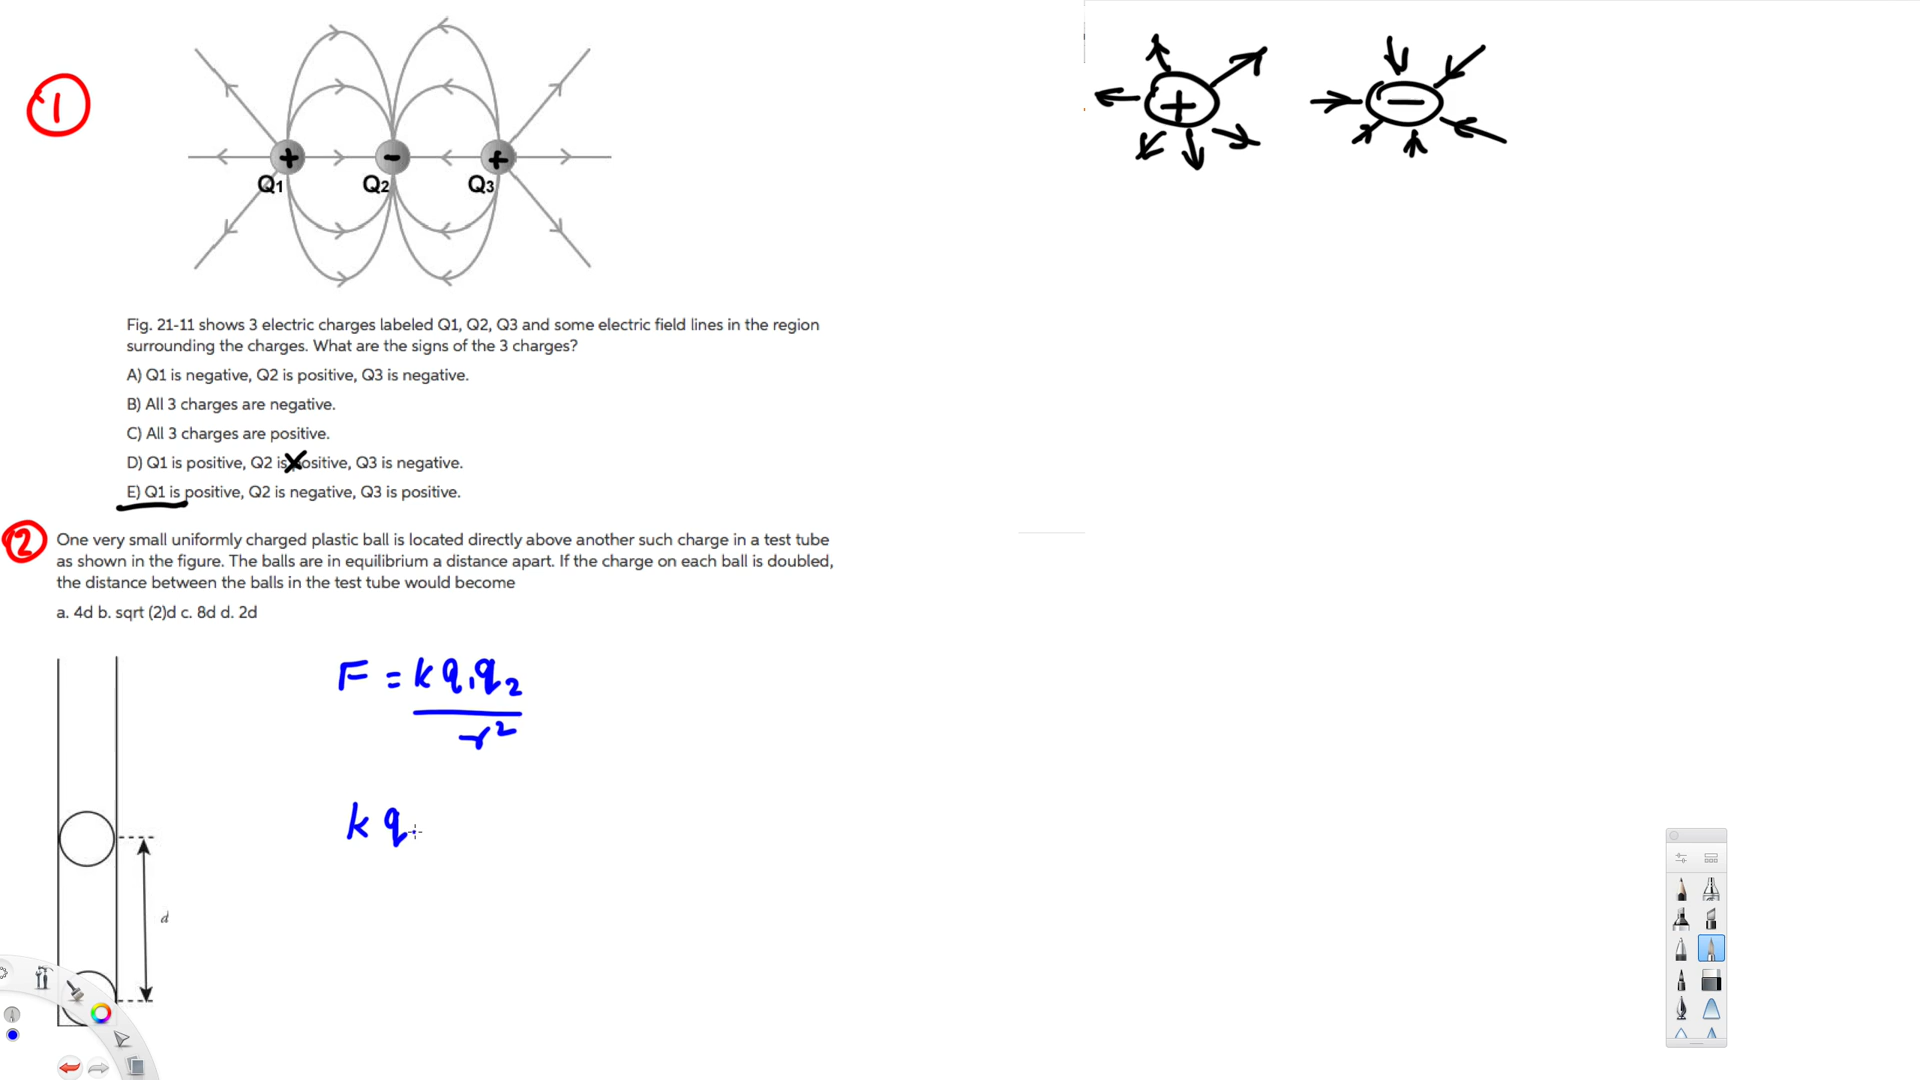 1
+ - +
Q1 Q2 Q3
+ -
Fig. 21-11 shows 3 electric charges labeled Q1, Q2, Q3 and some electric field lines in the region
surrounding the charges. What are the signs of the 3 charges?
A) Q1 is negative, Q2 is positive, Q3 is negative.
B) All 3 charges are negative.
C) All 3 charges are positive.
D) Q1 is positive, Q2 is positive, Q3 is negative.
E) Q1 is positive, Q2 is negative, Q3 is positive.
2
One very small uniformly charged plastic ball is located directly above another such charge in a test tube
as shown in the figure. The balls are in equilibrium a distance apart. If the charge on each ball is doubled,
the distance between the balls in the test tube would become
a. 4d b. sqrt (2)d c. 8d d. 2d
F = k q1 q2
r2
k q
d